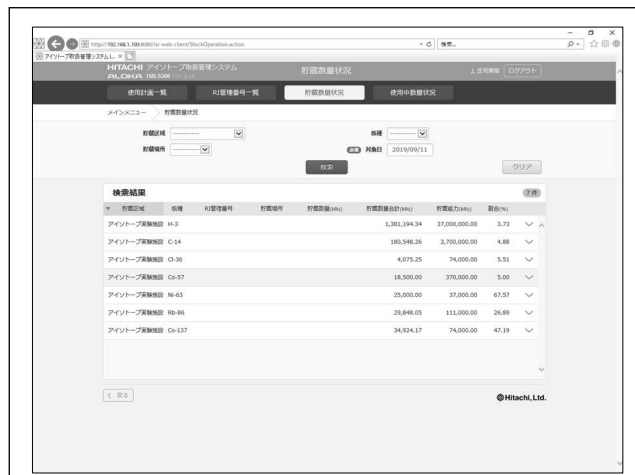 http://192.168.1.100:8080/isr-web-client/StockOperation.action
検索...
アイソトープ取扱管理システム I...
HITACHI アイソトープ取扱管理システム
ALOKA ISR-5300
貯蔵数量状況
ログアウト
使用計画一覧 RI管理番号一覧 貯蔵数量状況 使用中数量状況
メインメニュー 貯蔵数量状況
貯蔵区域 核種
貯蔵場所 必須 対象日 2019/09/11
検索 クリア
検索結果 7 件
貯蔵区域 核種 RI管理番号 貯蔵場所 貯蔵数量(kBq) 貯蔵数量合計(kBq) 貯蔵能力(kBq) 割合(%)
アイソトープ実験施設 H-3 1,381,194.34 37,000,000.00 3.73
アイソトープ実験施設 C-14 180,548.26 3,700,000.00 4.88
アイソトープ実験施設 Cl-36 4,075.25 74,000.00 5.51
アイソトープ実験施設 Co-57 18,500.00 370,000.00 5.00
アイソトープ実験施設 Ni-63 25,000.00 37,000.00 67.57
アイソトープ実験施設 Rb-86 29,848.05 111,000.00 26.89
アイソトープ実験施設 Cs-137 34,924.17 74,000.00 47.19
戻る
Hitachi, Ltd.